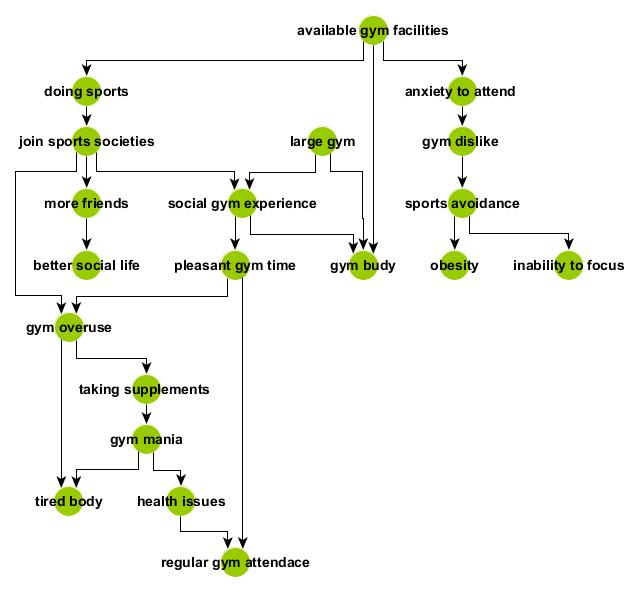 available gym facilities
doing sports
anxiety to attend
join sports societies
large gym
gym dislike
more friends
social gym experience
sports avoidance
better social life
pleasant gym time
gym budy
obesity
inability to focus
gym overuse
taking supplements
gym mania
tired body
health issues
regular gym attendace